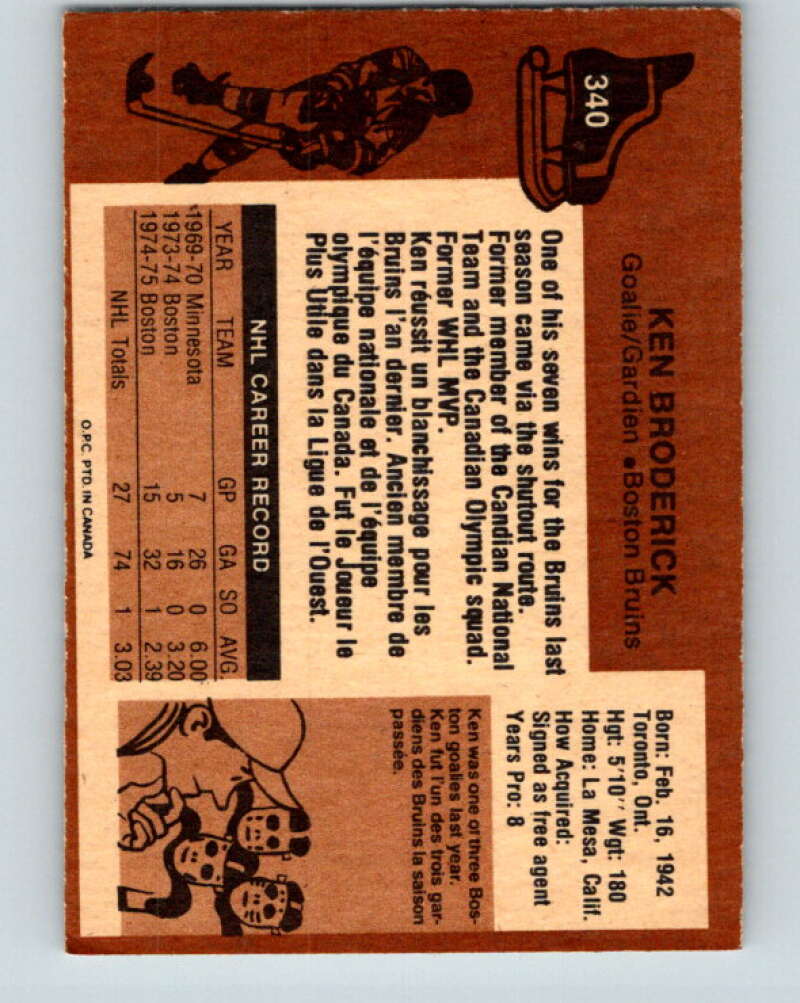 340
KEN BRODERICK
Goalie/Gardien • Boston Bruins
Born: Feb. 16, 1942
Toronto, Ont.
Hgt: 5'10" Wgt: 180
Home: La Mesa, Calif.
How Acquired:
Signed as free agent
Years Pro: 8
One of his seven wins for the Bruins last
season came via the shutout route.
Former member of the Candian National
Team and the Canadian Olympic squad.
Former WHL MVP.
Ken réussit un blanchissage pour les
Bruins l'an dernier. Ancien membre de
l'équipe nationale et de l'équipe
olympique du Canada. Fut le Joueur le
Plus Utile dans la Ligue de l'Ouest.
NHL CAREER RECORD
YEAR TEAM GP GA SO AVG
1969-70 Minnesota 7 26 0 6.00
1973-74 Boston 5 16 0 3.20
1974-75 Boston 15 32 1 2.39
NHL Totals 27 74 1 3.03
Ken was one of three Bos-
ton goalies last year.
Ken fut l'un des trois gar-
diens des Bruins la saison
passée.
O.P.C. PTD. IN CANADA